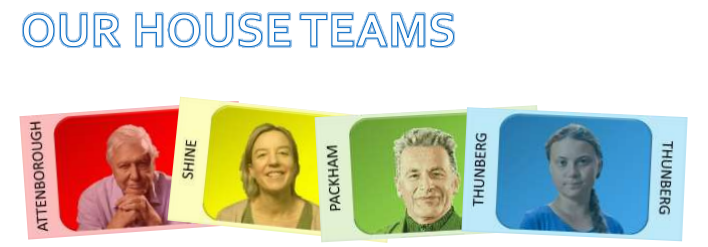 OUR HOUSE TEAMS
ATTENBOROUGH
SHINE
PACKHAM
THUNBERG
THUNBERG